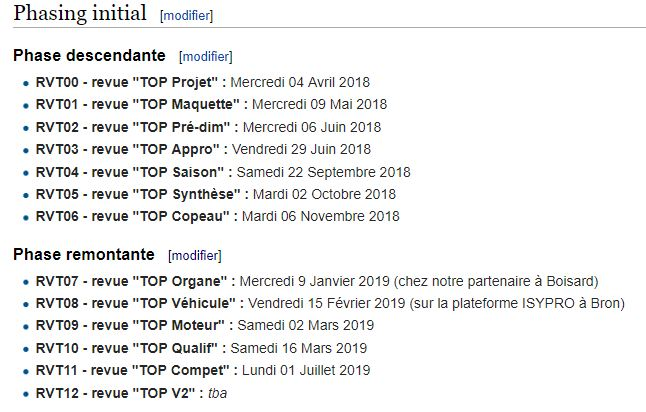 Phasing initial [modifier]
Phase descendante [modifier]
RVT00 - revue "TOP Projet" : Mercredi 04 Avril 2018
RVT01 - revue "TOP Maquette" : Mercredi 09 Mai 2018
RVT02 - revue "TOP Pré-dim" : Mercredi 06 Juin 2018
RVT03 - revue "TOP Appro" : Vendredi 29 Juin 2018
RVT04 - revue "TOP Saison" : Samedi 22 Septembre 2018
RVT05 - revue "TOP Synthèse" : Mardi 02 Octobre 2018
RVT06 - revue "TOP Copeau" : Mardi 06 Novembre 2018
Phase remontante [modifier]
RVT07 - revue "TOP Organe" : Mercredi 9 Janvier 2019 (chez notre partenaire à Boisard)
RVT08 - revue "TOP Véhicule" : Vendredi 15 Février 2019 (sur la plateforme ISYPRO à Bron)
RVT09 - revue "TOP Moteur" : Samedi 02 Mars 2019
RVT10 - revue "TOP Qualif" : Samedi 16 Mars 2019
RVT11 - revue "TOP Compet" : Lundi 01 Juillet 2019
RVT12 - revue "TOP V2" : tba